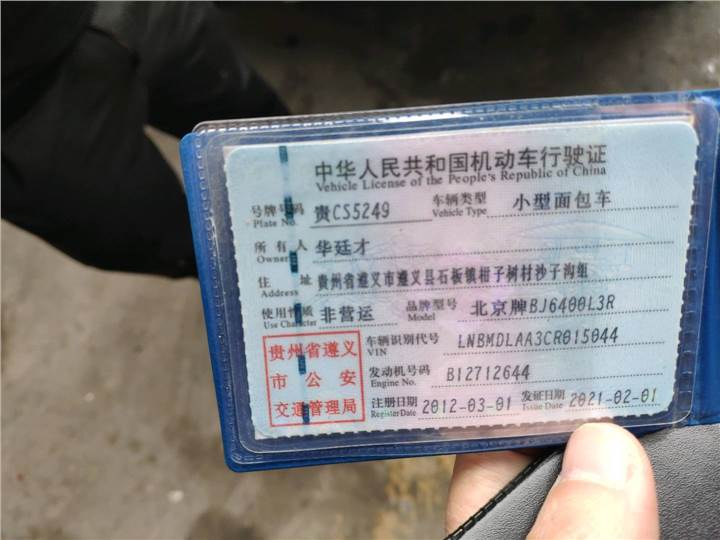 中华人民共和国机动车行驶证
Vehicle License of the People's Republic of China
号牌号码 贵CS5249 车辆类型 小型面包车
Plate No. Vehicle Type
所有人 华廷才
Owner
住址 贵州省遵义市遵义县石板镇柑子树村沙子沟组
Address
使用性质 非营运 品牌型号 北京牌BJ6400L3R
Use Character Model
车辆识别代号 LNBMDLAA3CR015044
VIN
发动机号码 B12712644
Engine No.
注册日期 2012-03-01 发证日期 2021-02-01
Register Date Issue Date
贵州省遵义
市公安
交通管理局